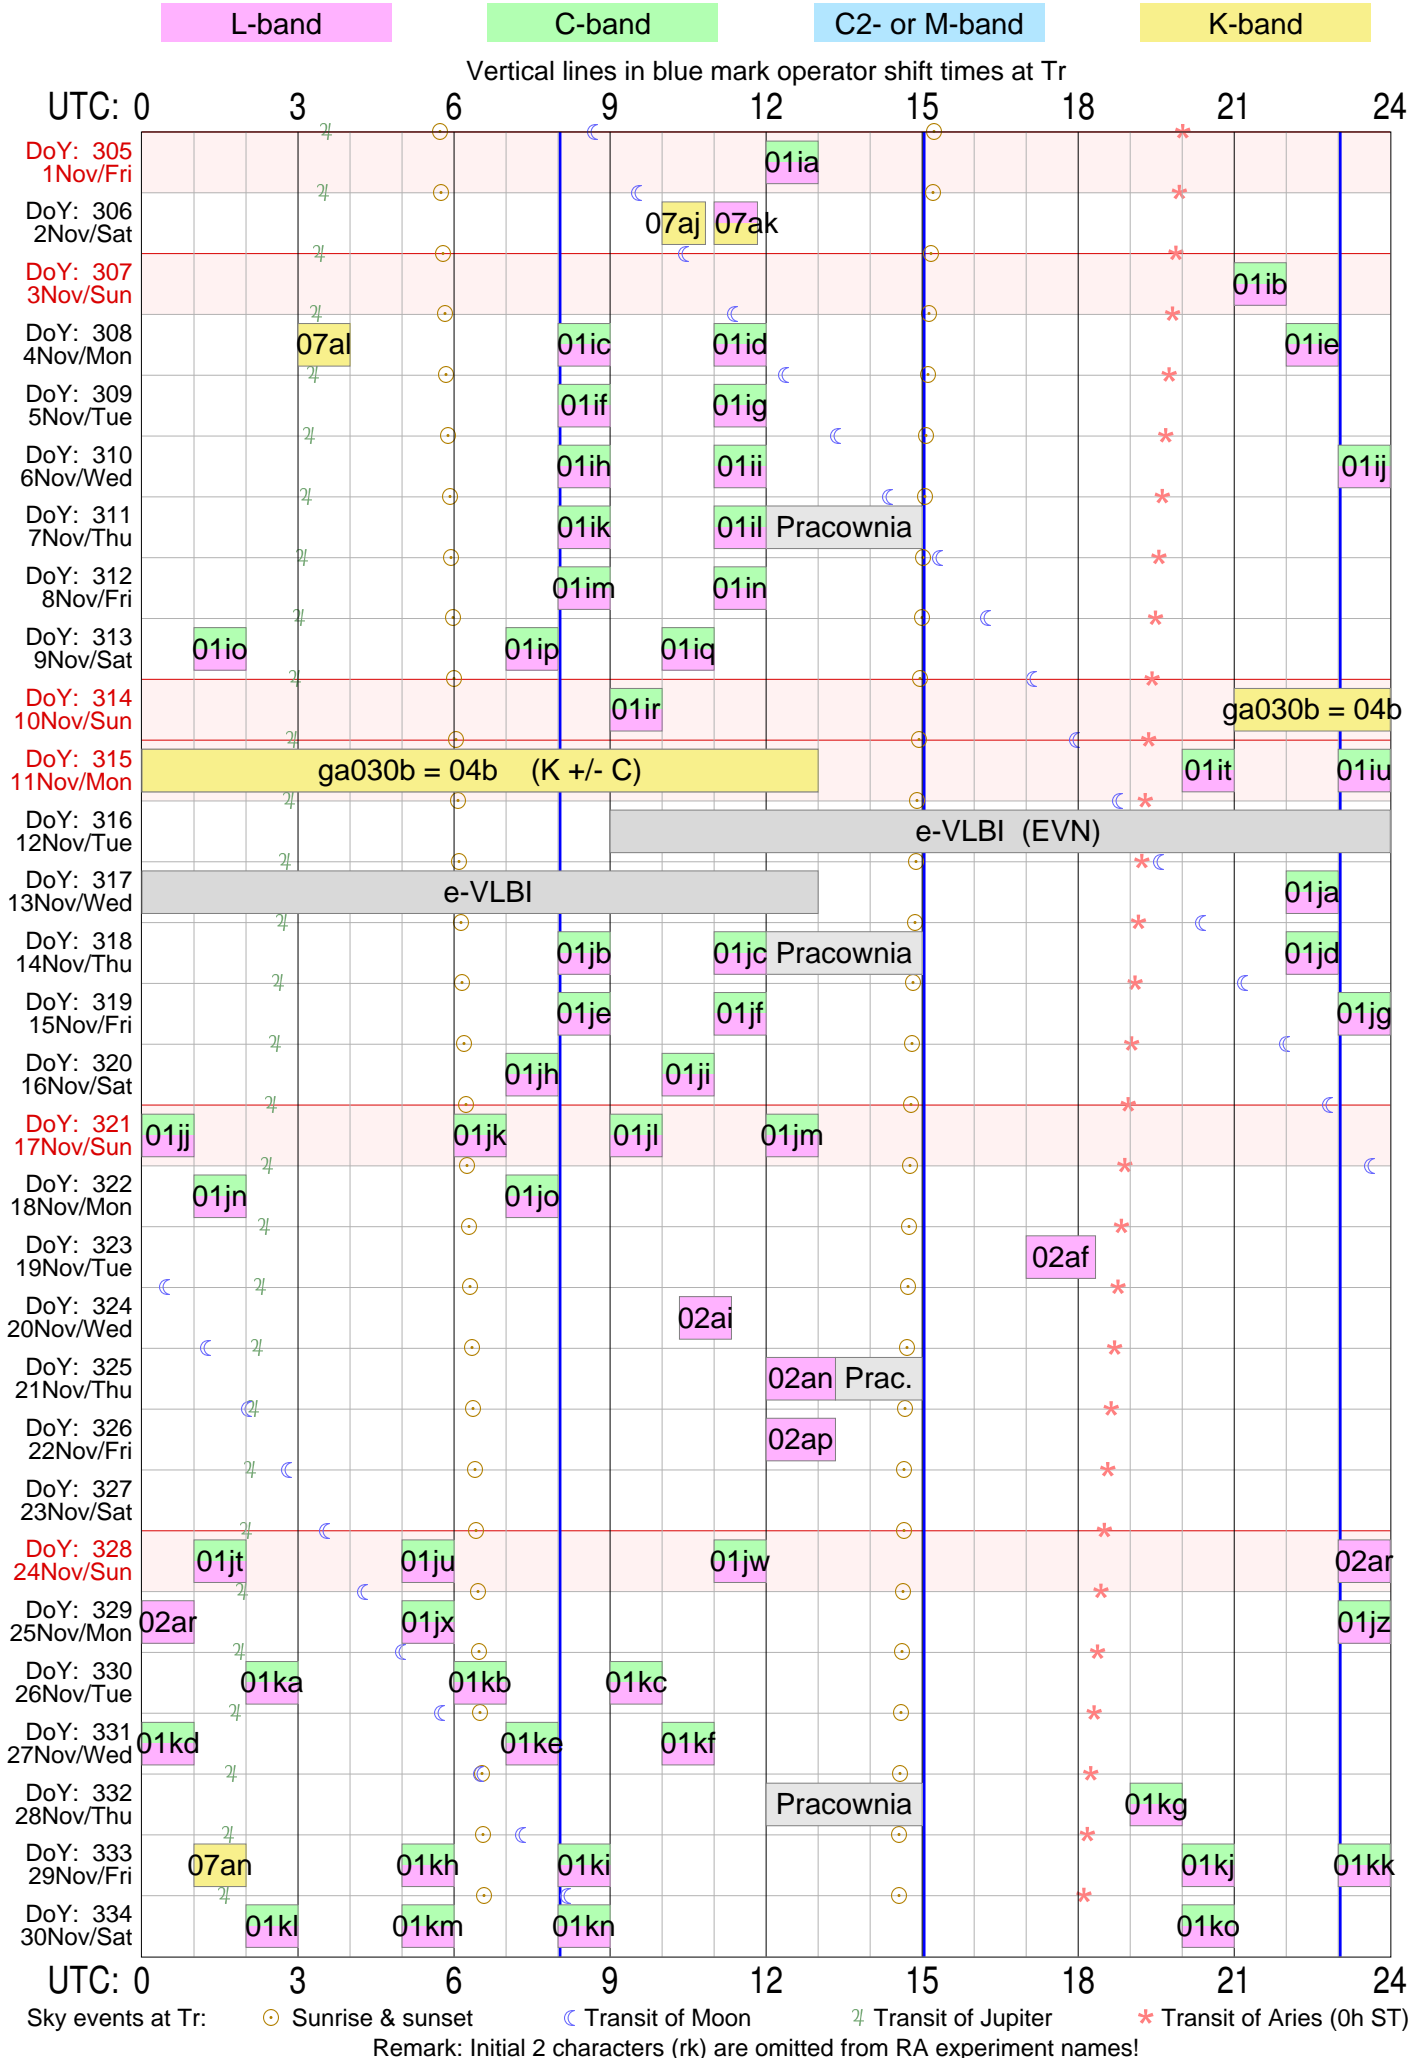 L-band C-band C2- or M-band K-band
Vertical lines in blue mark operator shift times at Tr
UTC: 0 3 6 9 12 15 18 21 24
DoY: 305
1Nov/Fri
01ia
DoY: 306
2Nov/Sat
07aj 07ak
DoY: 307
3Nov/Sun
01ib
DoY: 308
4Nov/Mon
07al 01ic 01id 01ie
DoY: 309
5Nov/Tue
01if 01ig
DoY: 310
6Nov/Wed
01ih 01ii 01ij
DoY: 311
7Nov/Thu
01ik 01il Pracownia
DoY: 312
8Nov/Fri
01im 01in
DoY: 313
9Nov/Sat
01io 01ip 01iq
DoY: 314
10Nov/Sun
01ir ga030b = 04b
DoY: 315
11Nov/Mon
ga030b = 04b (K +/- C) 01it 01iu
DoY: 316
12Nov/Tue
e-VLBI (EVN)
DoY: 317
13Nov/Wed
e-VLBI 01ja
DoY: 318
14Nov/Thu
01jb 01jc Pracownia 01jd
DoY: 319
15Nov/Fri
01je 01jf 01jg
DoY: 320
16Nov/Sat
01jh 01ji
DoY: 321
17Nov/Sun
01jj 01jk 01jl 01jm
DoY: 322
18Nov/Mon
01jn 01jo
DoY: 323
19Nov/Tue
02af
DoY: 324
20Nov/Wed
02ai
DoY: 325
21Nov/Thu
02an Prac.
DoY: 326
22Nov/Fri
02ap
DoY: 327
23Nov/Sat
DoY: 328
24Nov/Sun
01jt 01ju 01jw 02ar
DoY: 329
25Nov/Mon
02ar 01jx 01jz
DoY: 330
26Nov/Tue
01ka 01kb 01kc
DoY: 331
27Nov/Wed
01kd 01ke 01kf
DoY: 332
28Nov/Thu
Pracownia 01kg
DoY: 333
29Nov/Fri
07an 01kh 01ki 01kj 01kk
DoY: 334
30Nov/Sat
01kl 01km 01kn 01ko
UTC: 0 3 6 9 12 15 18 21 24
Sky events at Tr: ☉ Sunrise & sunset ☾ Transit of Moon ♃ Transit of Jupiter * Transit of Aries (0h ST)
Remark: Initial 2 characters (rk) are omitted from RA experiment names!